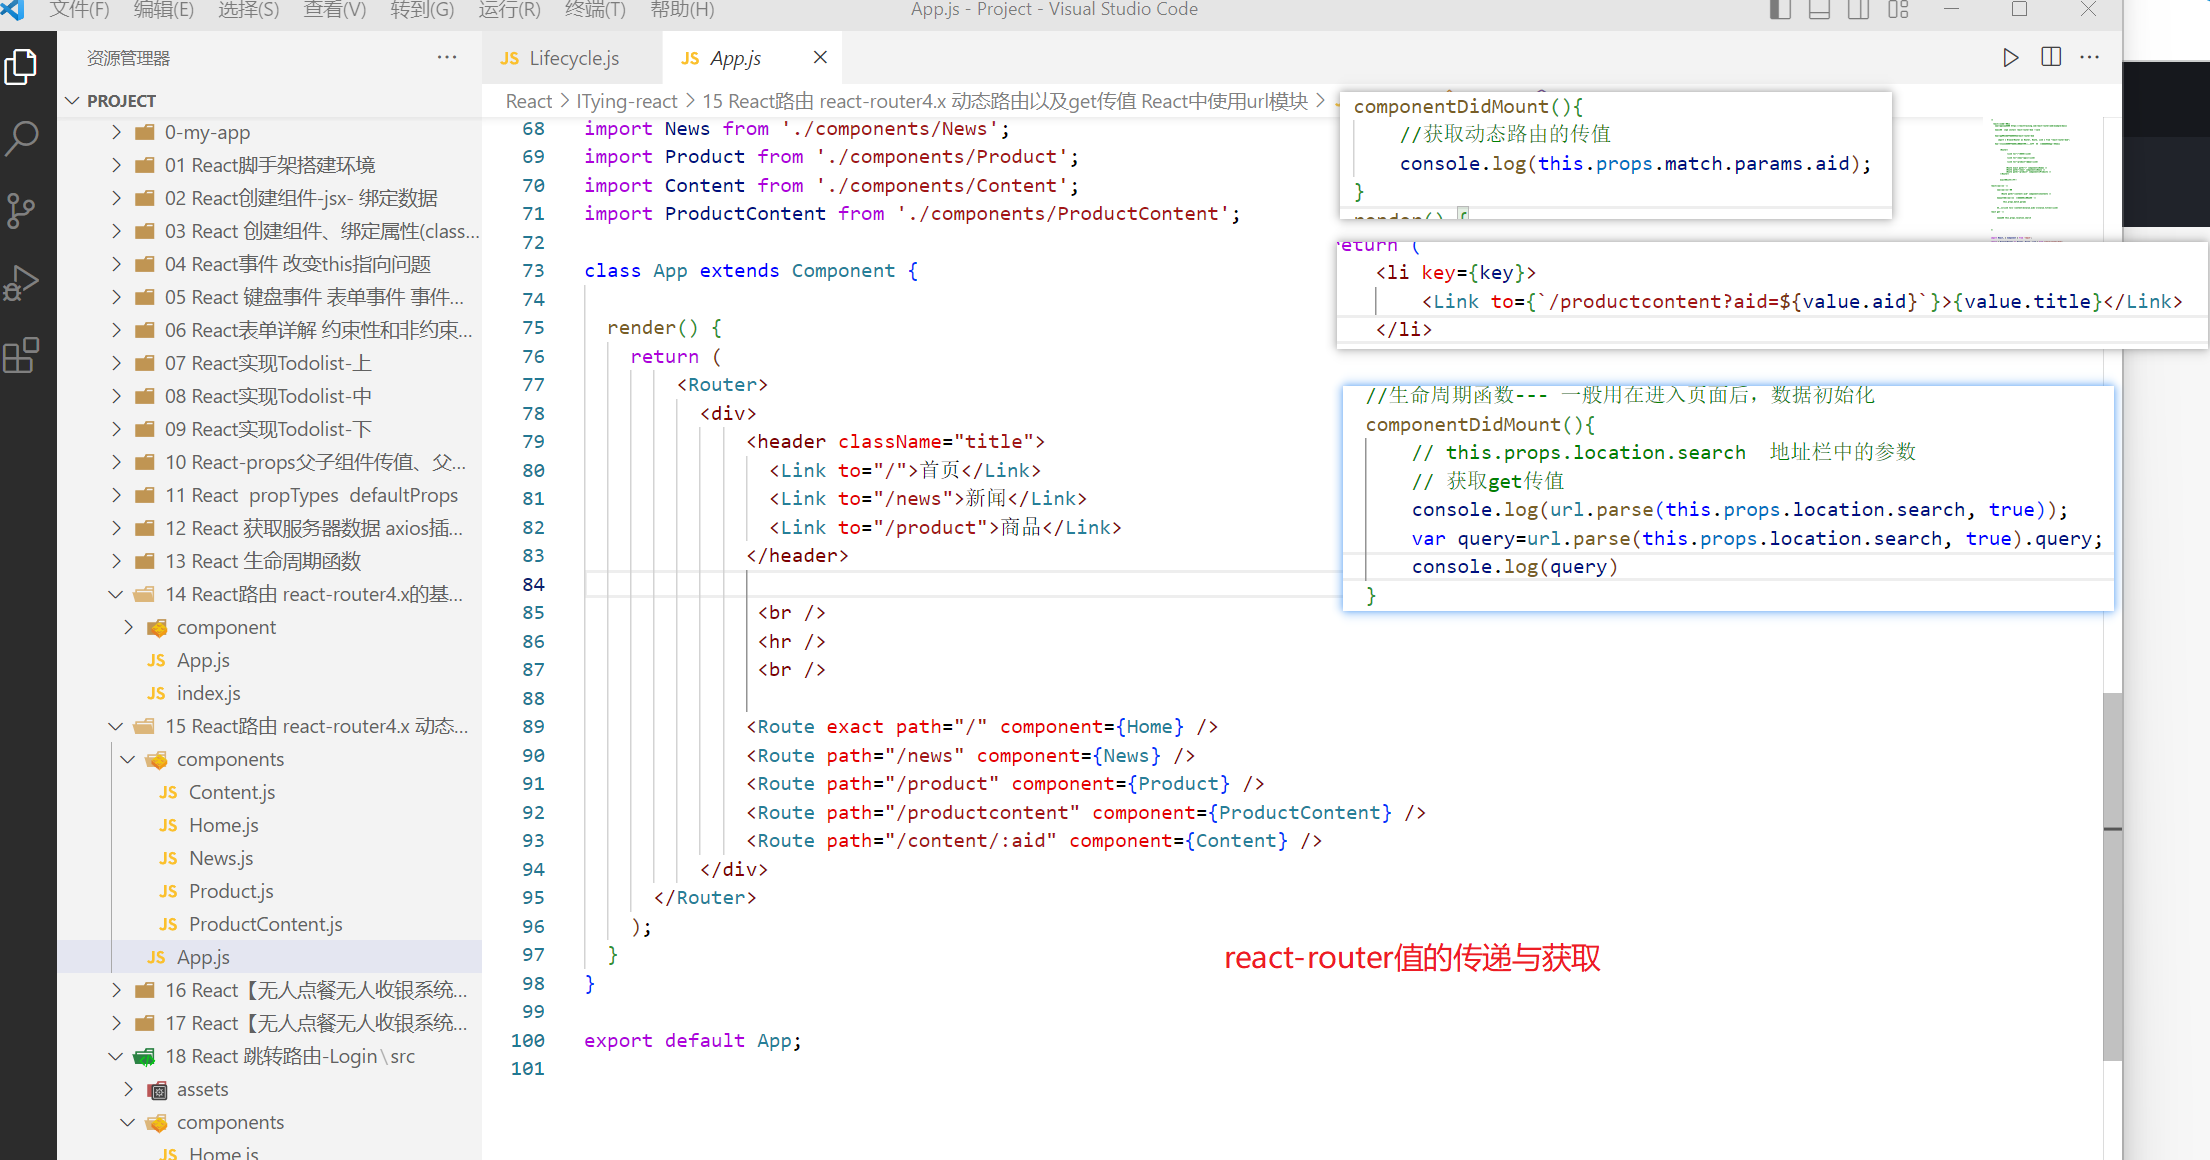 文件(F) 编辑(E) 选择(S) 查看(V) 转到(G) 运行(R) 终端(T) 帮助(H) App.js - Project - Visual Studio Code
资源管理器 ···
PROJECT
0-my-app
01 React脚手架搭建环境
02 React创建组件-jsx- 绑定数据
03 React 创建组件、绑定属性(class...
04 React事件 改变this指向问题
05 React 键盘事件 表单事件 事件...
06 React表单详解 约束性和非约束...
07 React实现Todolist-上
08 React实现Todolist-中
09 React实现Todolist-下
10 React-props父子组件传值、父...
11 React  propTypes  defaultProps
12 React 获取服务器数据 axios插...
13 React 生命周期函数
14 React路由 react-router4.x的基...
component
JS App.js
JS index.js
15 React路由 react-router4.x 动态...
components
JS Content.js
JS Home.js
JS News.js
JS Product.js
JS ProductContent.js
JS App.js
16 React【无人点餐无人收银系统...
17 React【无人点餐无人收银系统...
18 React 跳转路由-Login\src
assets
components
JS Home.js
JS Lifecycle.js
JS App.js
React > ITying-react > 15 React路由 react-router4.x 动态路由以及get传值 React中使用url模块 >
68 import News from './components/News';
69 import Product from './components/Product';
70 import Content from './components/Content';
71 import ProductContent from './components/ProductContent';
72
73 class App extends Component {
74
75 render() {
76 return (
77 <Router>
78 <div>
79 <header className="title">
80 <Link to="/">首页</Link>
81 <Link to="/news">新闻</Link>
82 <Link to="/product">商品</Link>
83 </header>
84
85 <br />
86 <hr />
87 <br />
88
89 <Route exact path="/" component={Home} />
90 <Route path="/news" component={News} />
91 <Route path="/product" component={Product} />
92 <Route path="/productcontent" component={ProductContent} />
93 <Route path="/content/:aid" component={Content} />
94 </div>
95 </Router>
96 );
97 }
98 }
99
100 export default App;
101
componentDidMount(){
//获取动态路由的传值
console.log(this.props.match.params.aid);
}
render() {
return (
<li key={key}>
<Link to={`/productcontent?aid=${value.aid}`}>{value.title}</Link>
</li>
//生命周期函数--- 一般用在进入页面后，数据初始化
componentDidMount(){
// this.props.location.search  地址栏中的参数
// 获取get传值
console.log(url.parse(this.props.location.search, true));
var query=url.parse(this.props.location.search, true).query;
console.log(query)
}
react-router值的传递与获取